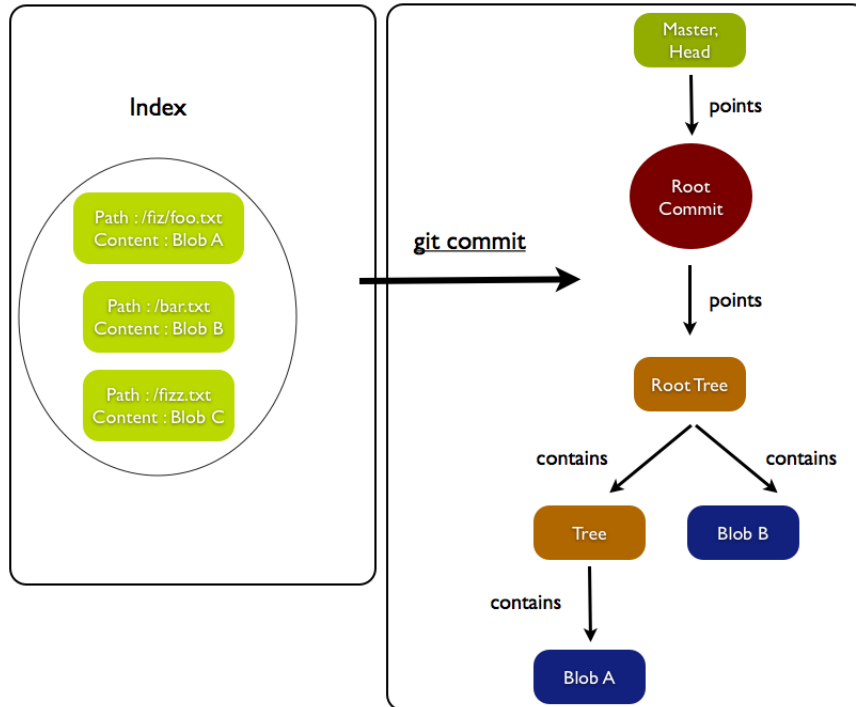 Index
Path : /fiz/foo.txt
Content : Blob A
Path : /bar.txt
Content : Blob B
Path : /fizz.txt
Content : Blob C
git commit
Master,
Head
points
Root
Commit
points
Root Tree
contains
contains
Tree
Blob B
contains
Blob A